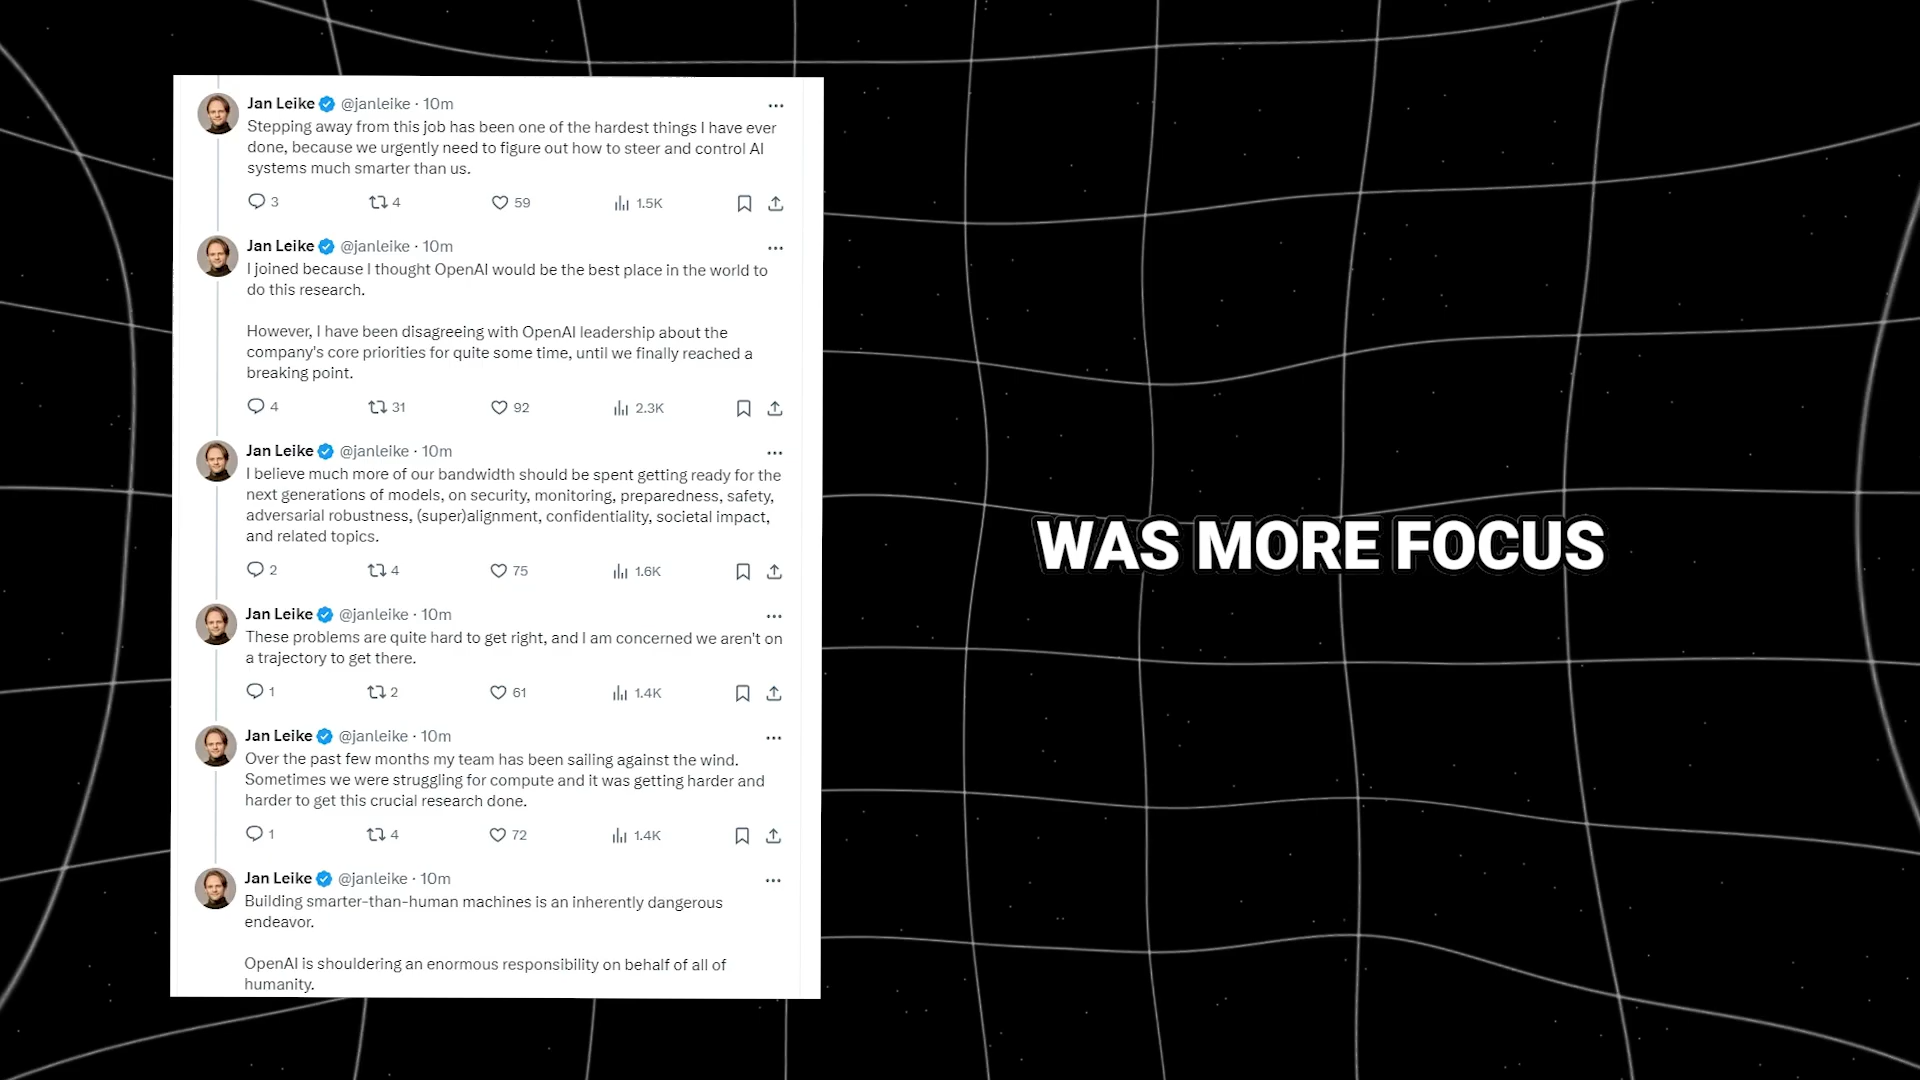 Jan Leike @janleike · 10m
Stepping away from this job has been one of the hardest things I have ever
done, because we urgently need to figure out how to steer and control AI
systems much smarter than us.
3 4 59 1.5K
Jan Leike @janleike · 10m
I joined because I thought OpenAI would be the best place in the world to
do this research.
However, I have been disagreeing with OpenAI leadership about the
company's core priorities for quite some time, until we finally reached a
breaking point.
4 31 92 2.3K
Jan Leike @janleike · 10m
I believe much more of our bandwidth should be spent getting ready for the
next generations of models, on security, monitoring, preparedness, safety,
adversarial robustness, (super)alignment, confidentiality, societal impact,
and related topics.
2 4 75 1.6K
Jan Leike @janleike · 10m
These problems are quite hard to get right, and I am concerned we aren't on
a trajectory to get there.
1 2 61 1.4K
Jan Leike @janleike · 10m
Over the past few months my team has been sailing against the wind.
Sometimes we were struggling for compute and it was getting harder and
harder to get this crucial research done.
1 4 72 1.4K
Jan Leike @janleike · 10m
Building smarter-than-human machines is an inherently dangerous
endeavor.
OpenAI is shouldering an enormous responsibility on behalf of all of
humanity.
WAS MORE FOCUS